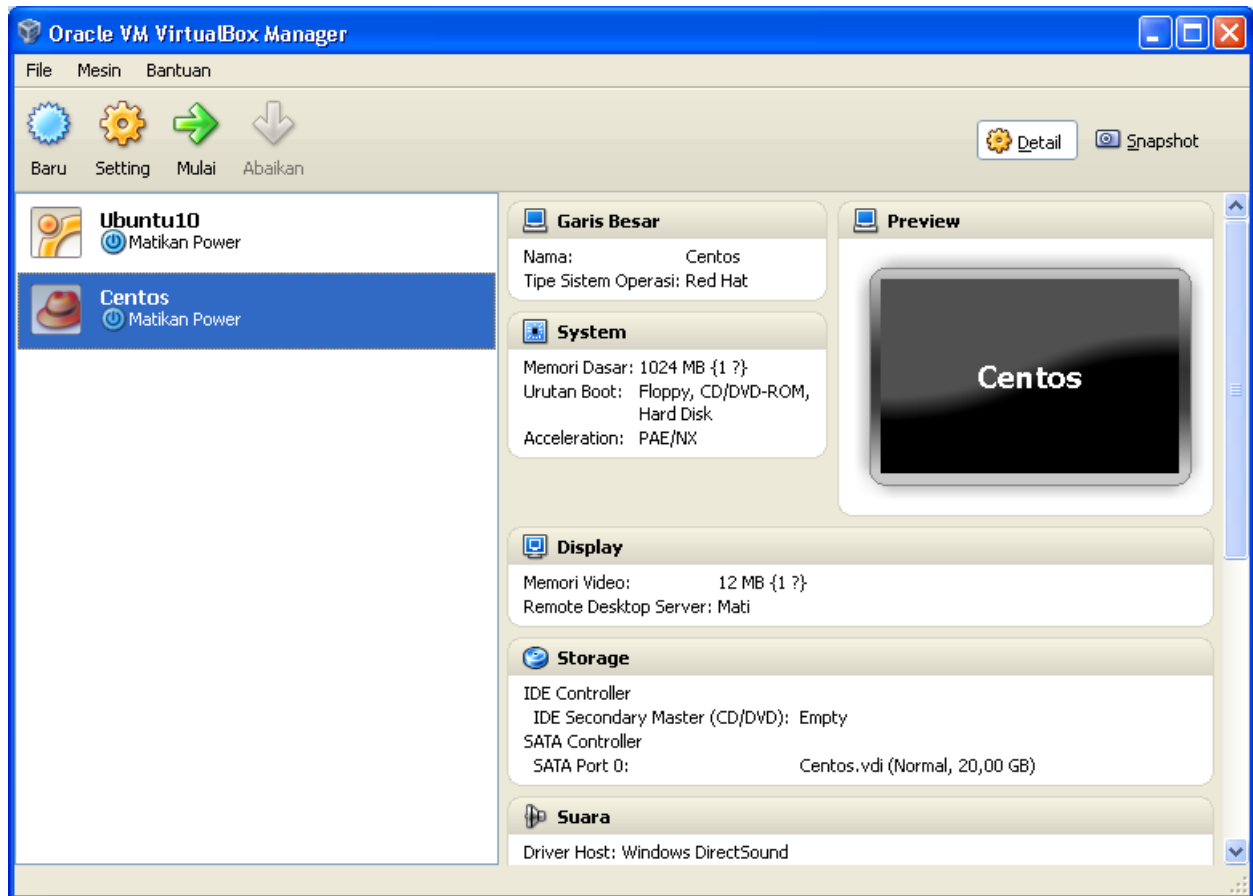 Oracle VM VirtualBox Manager
File Mesin Bantuan
Baru Setting Mulai Abaikan
Detail Snapshot
Ubuntu10
Matikan Power
Centos
Matikan Power
Garis Besar
Nama: Centos
Tipe Sistem Operasi: Red Hat
System
Memori Dasar: 1024 MB {1 ?}
Urutan Boot: Floppy, CD/DVD-ROM,
Hard Disk
Acceleration: PAE/NX
Preview
Centos
Display
Memori Video: 12 MB {1 ?}
Remote Desktop Server: Mati
Storage
IDE Controller
IDE Secondary Master (CD/DVD): Empty
SATA Controller
SATA Port 0: Centos.vdi (Normal, 20,00 GB)
Suara
Driver Host: Windows DirectSound